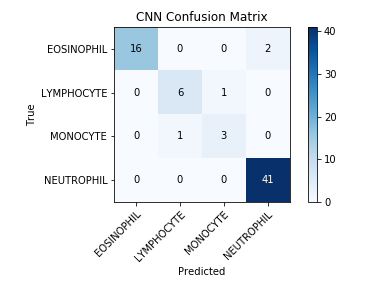 CNN Confusion Matrix
EOSINOPHIL 16 0 0 2
LYMPHOCYTE 0 6 1 0
MONOCYTE 0 1 3 0
NEUTROPHIL 0 0 0 41
EOSINOPHIL LYMPHOCYTE MONOCYTE NEUTROPHIL
True
Predicted
40
30
20
10
0